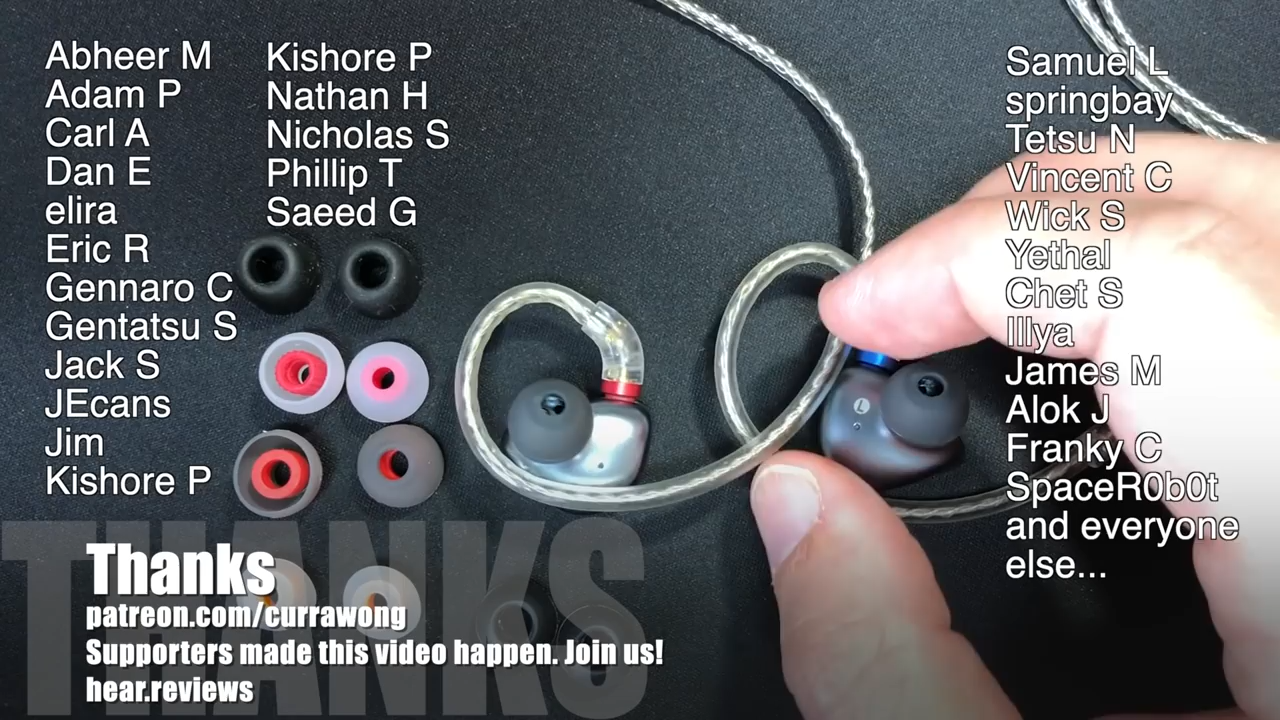 Abheer M
Adam P
Carl A
Dan E
elira
Eric R
Gennaro C
Gentatsu S
Jack S
JEcans
Jim
Kishore P
Kishore P
Nathan H
Nicholas S
Phillip T
Saeed G
Samuel L
springbay
Tetsu N
Vincent C
Wick S
Yethal
Chet S
Illya
James M
Alok J
Franky C
SpaceR0b0t
and everyone
else...
L
THANKS
Thanks
patreon.com/currawong
Supporters made this video happen. Join us!
hear.reviews